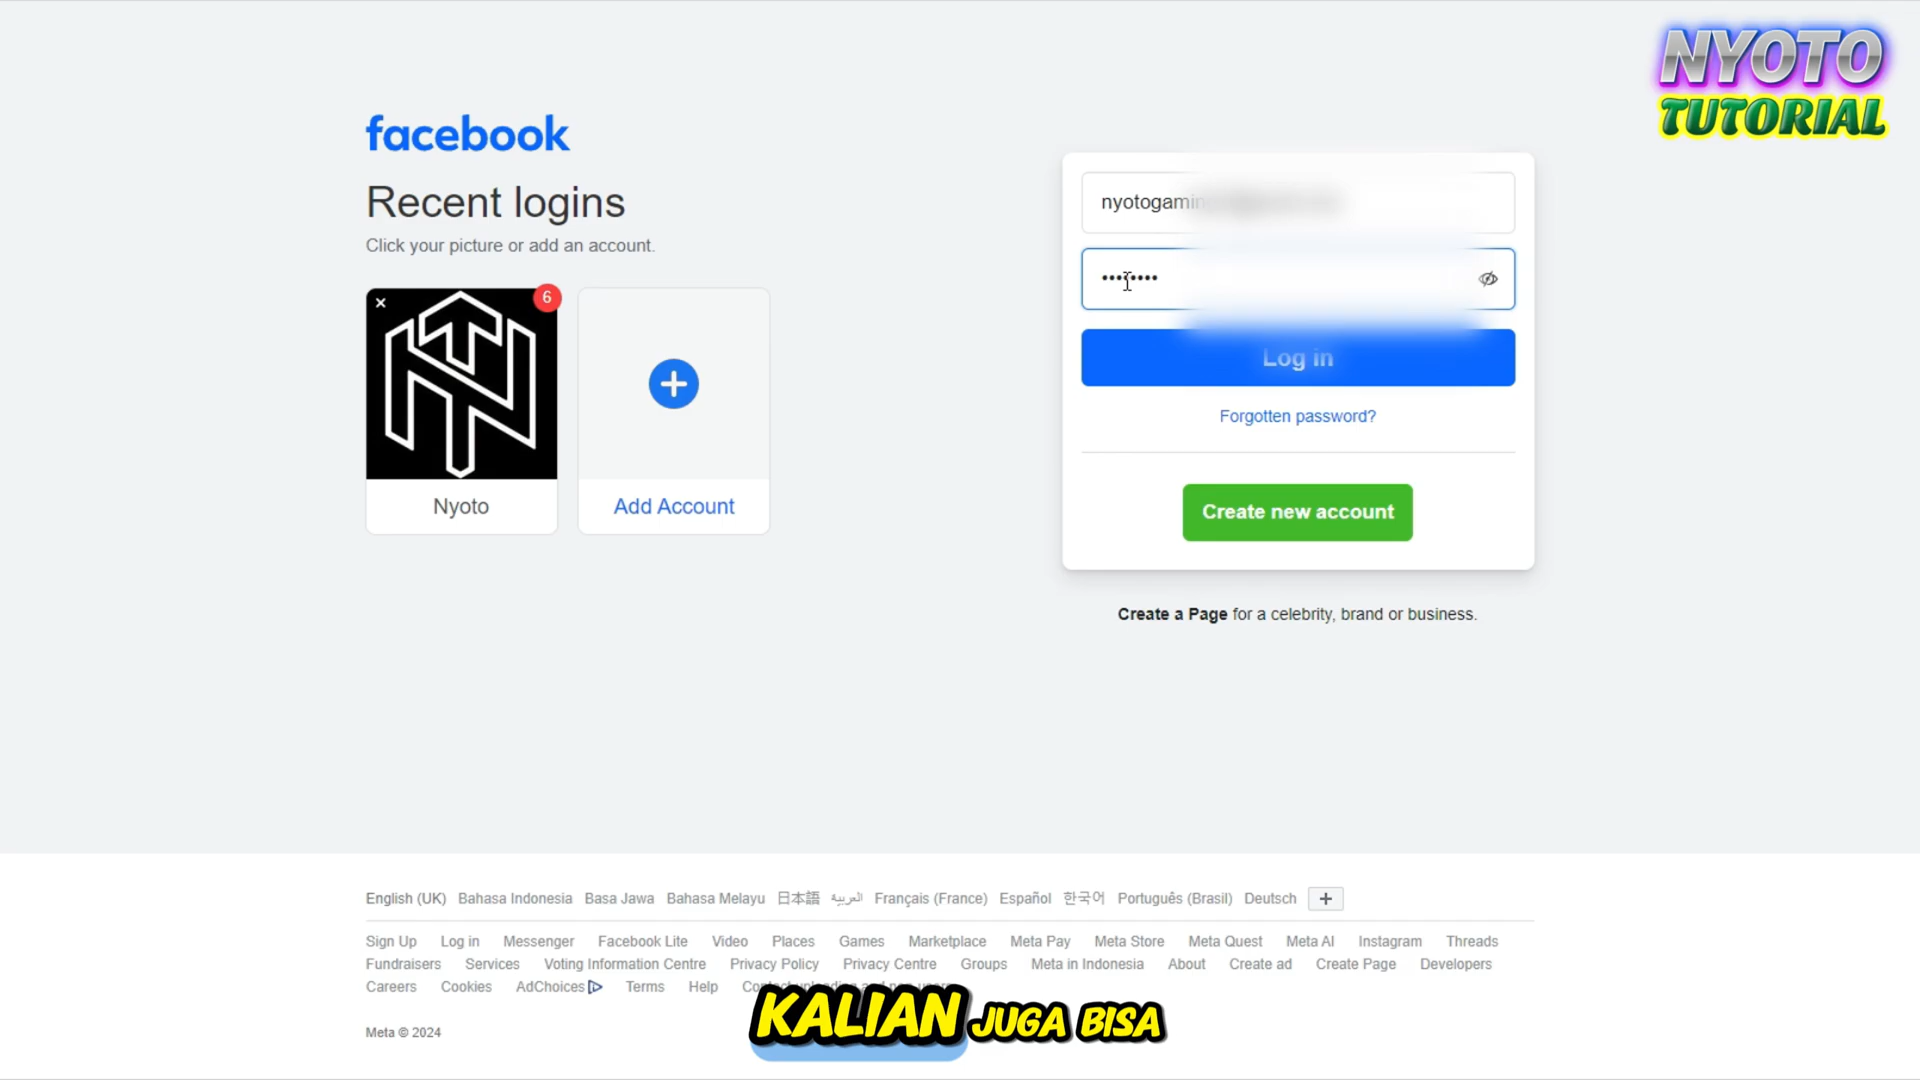 NYOTO
TUTORIAL
facebook
Recent logins
Click your picture or add an account.
6
Nyoto
Add Account
nyotogamin
Log in
Forgotten password?
Create new account
Create a Page for a celebrity, brand or business.
English (UK) Bahasa Indonesia Basa Jawa Bahasa Melayu 日本語 العربية Français (France) Español 한국어 Português (Brasil) Deutsch
Sign Up Log in Messenger Facebook Lite Video Places Games Marketplace Meta Pay Meta Store Meta Quest Meta AI Instagram Threads
Fundraisers Services Voting Information Centre Privacy Policy Privacy Centre Groups Meta in Indonesia About Create ad Create Page Developers
Careers Cookies AdChoices Terms Help
Meta © 2024
KALIAN JUGA BISA